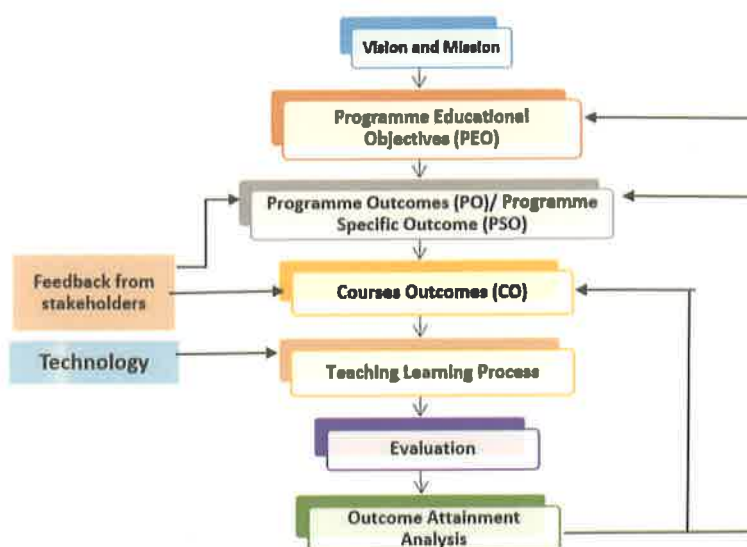 Vision and Mission
Programme Educational
Objectives (PEO)
Programme Outcomes (PO)/ Programme
Specific Outcome (PSO)
Feedback from
stakeholders
Courses Outcomes (CO)
Technology
Teaching Learning Process
Evaluation
Outcome Attainment
Analysis